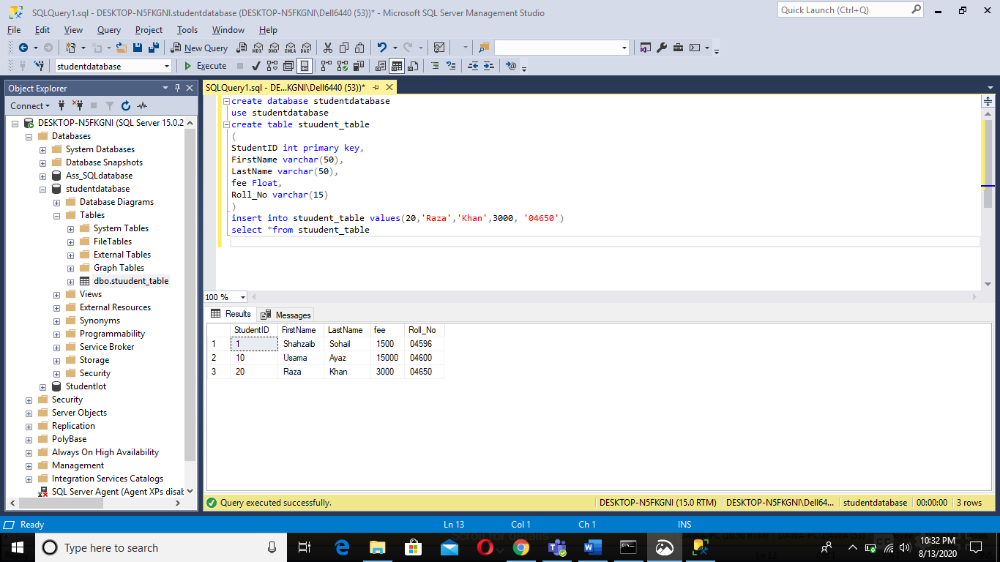 SQLQuery1.sql - DESKTOP-N5FKGNI.studentdatabase (DESKTOP-N5FKGNI\Dell6440 (53))* - Microsoft SQL Server Management Studio
Quick Launch (Ctrl+Q)
File Edit View Query Project Tools Window Help
New Query MDX DMX XMLA DAX
studentdatabase Execute
Object Explorer
Connect
DESKTOP-N5FKGNI (SQL Server 15.0.2
Databases
System Databases
Database Snapshots
Ass_SQLdatabase
studentdatabase
Database Diagrams
Tables
System Tables
FileTables
External Tables
Graph Tables
dbo.stuudent_table
Views
External Resources
Synonyms
Programmability
Service Broker
Storage
Security
Studentlot
Security
Server Objects
Replication
PolyBase
Always On High Availability
Management
Integration Services Catalogs
SQL Server Agent (Agent XPs disab
SQLQuery1.sql - DE...KGNI\Dell6440 (53))*
create database studentdatabase
use studentdatabase
create table stuudent_table
(
StudentID int primary key,
FirstName varchar(50),
LastName varchar(50),
fee Float,
Roll_No varchar(15)
)
insert into stuudent_table values(20,'Raza','Khan',3000, '04650')
select *from stuudent_table
100 %
Results Messages
StudentID FirstName LastName fee Roll_No
1 1 Shahzaib Sohail 1500 04596
2 10 Usama Ayaz 15000 04600
3 20 Raza Khan 3000 04650
Query executed successfully. DESKTOP-N5FKGNI (15.0 RTM) DESKTOP-N5FKGNI\Dell64... studentdatabase 00:00:00 3 rows
Ready Ln 13 Col 1 Ch 1 INS
Scroll for details
Type here to search
10:32 PM
8/13/2020